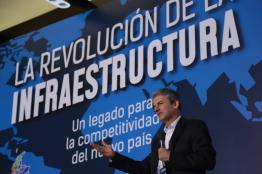 LA REVOLUCIÓN DE LA
INFRAESTRUCTURA
Un legado para
la competitividad
del nuevo país